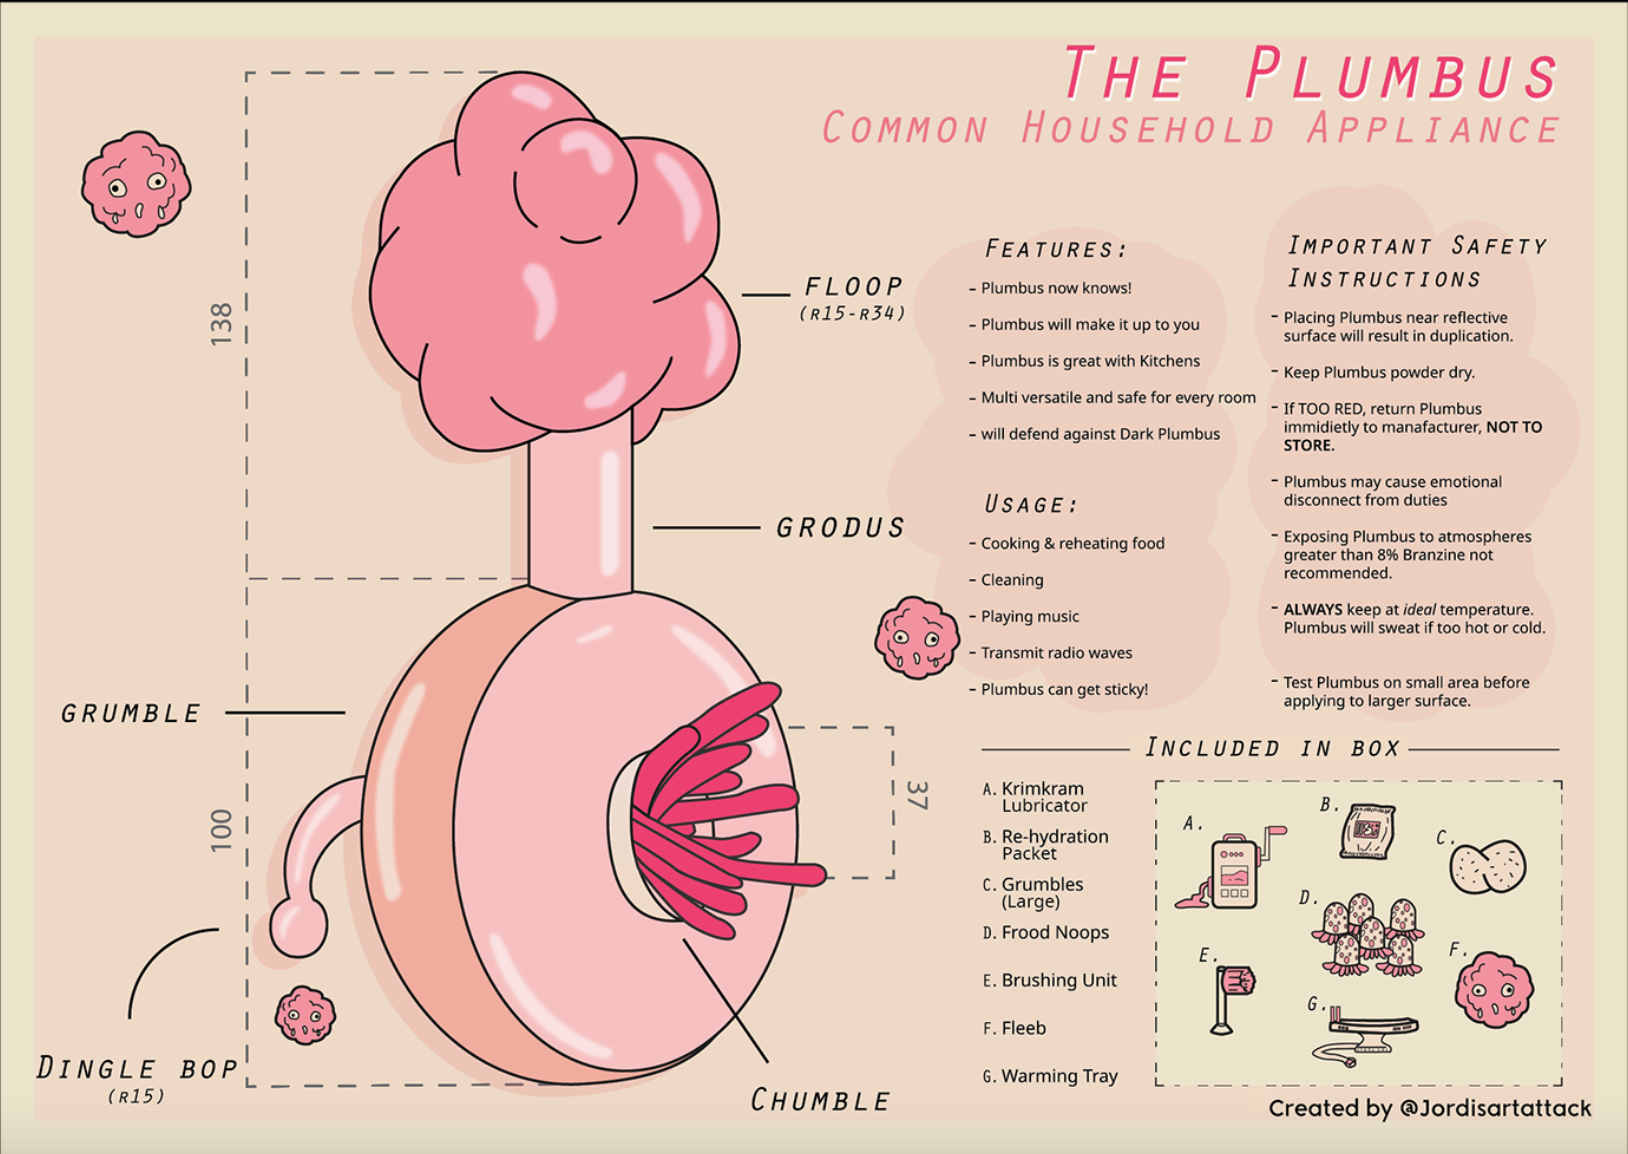 The Plumbus
Common Household Appliance
138
FLOOP
(R15-R34)
GRODUS
GRUMBLE
100
37
Dingle bop
(R15)
Chumble
Features:
- Plumbus now knows!
- Plumbus will make it up to you
- Plumbus is great with Kitchens
- Multi versatile and safe for every room
- will defend against Dark Plumbus
Usage:
- Cooking & reheating food
- Cleaning
- Playing music
- Transmit radio waves
- Plumbus can get sticky!
Important Safety
Instructions
- Placing Plumbus near reflective
surface will result in duplication.
- Keep Plumbus powder dry.
- If TOO RED, return Plumbus
immidietly to manafacturer, NOT TO
STORE.
- Plumbus may cause emotional
disconnect from duties
- Exposing Plumbus to atmospheres
greater than 8% Branzine not
recommended.
- ALWAYS keep at ideal temperature.
Plumbus will sweat if too hot or cold.
- Test Plumbus on small area before
applying to larger surface.
Included in box
A. Krimkram
Lubricator
B. Re-hydration
Packet
C. Grumbles
(Large)
D. Frood Noops
E. Brushing Unit
F. Fleeb
G. Warming Tray
A.
B.
C.
D.
E.
F.
G.
Created by @Jordisartattack